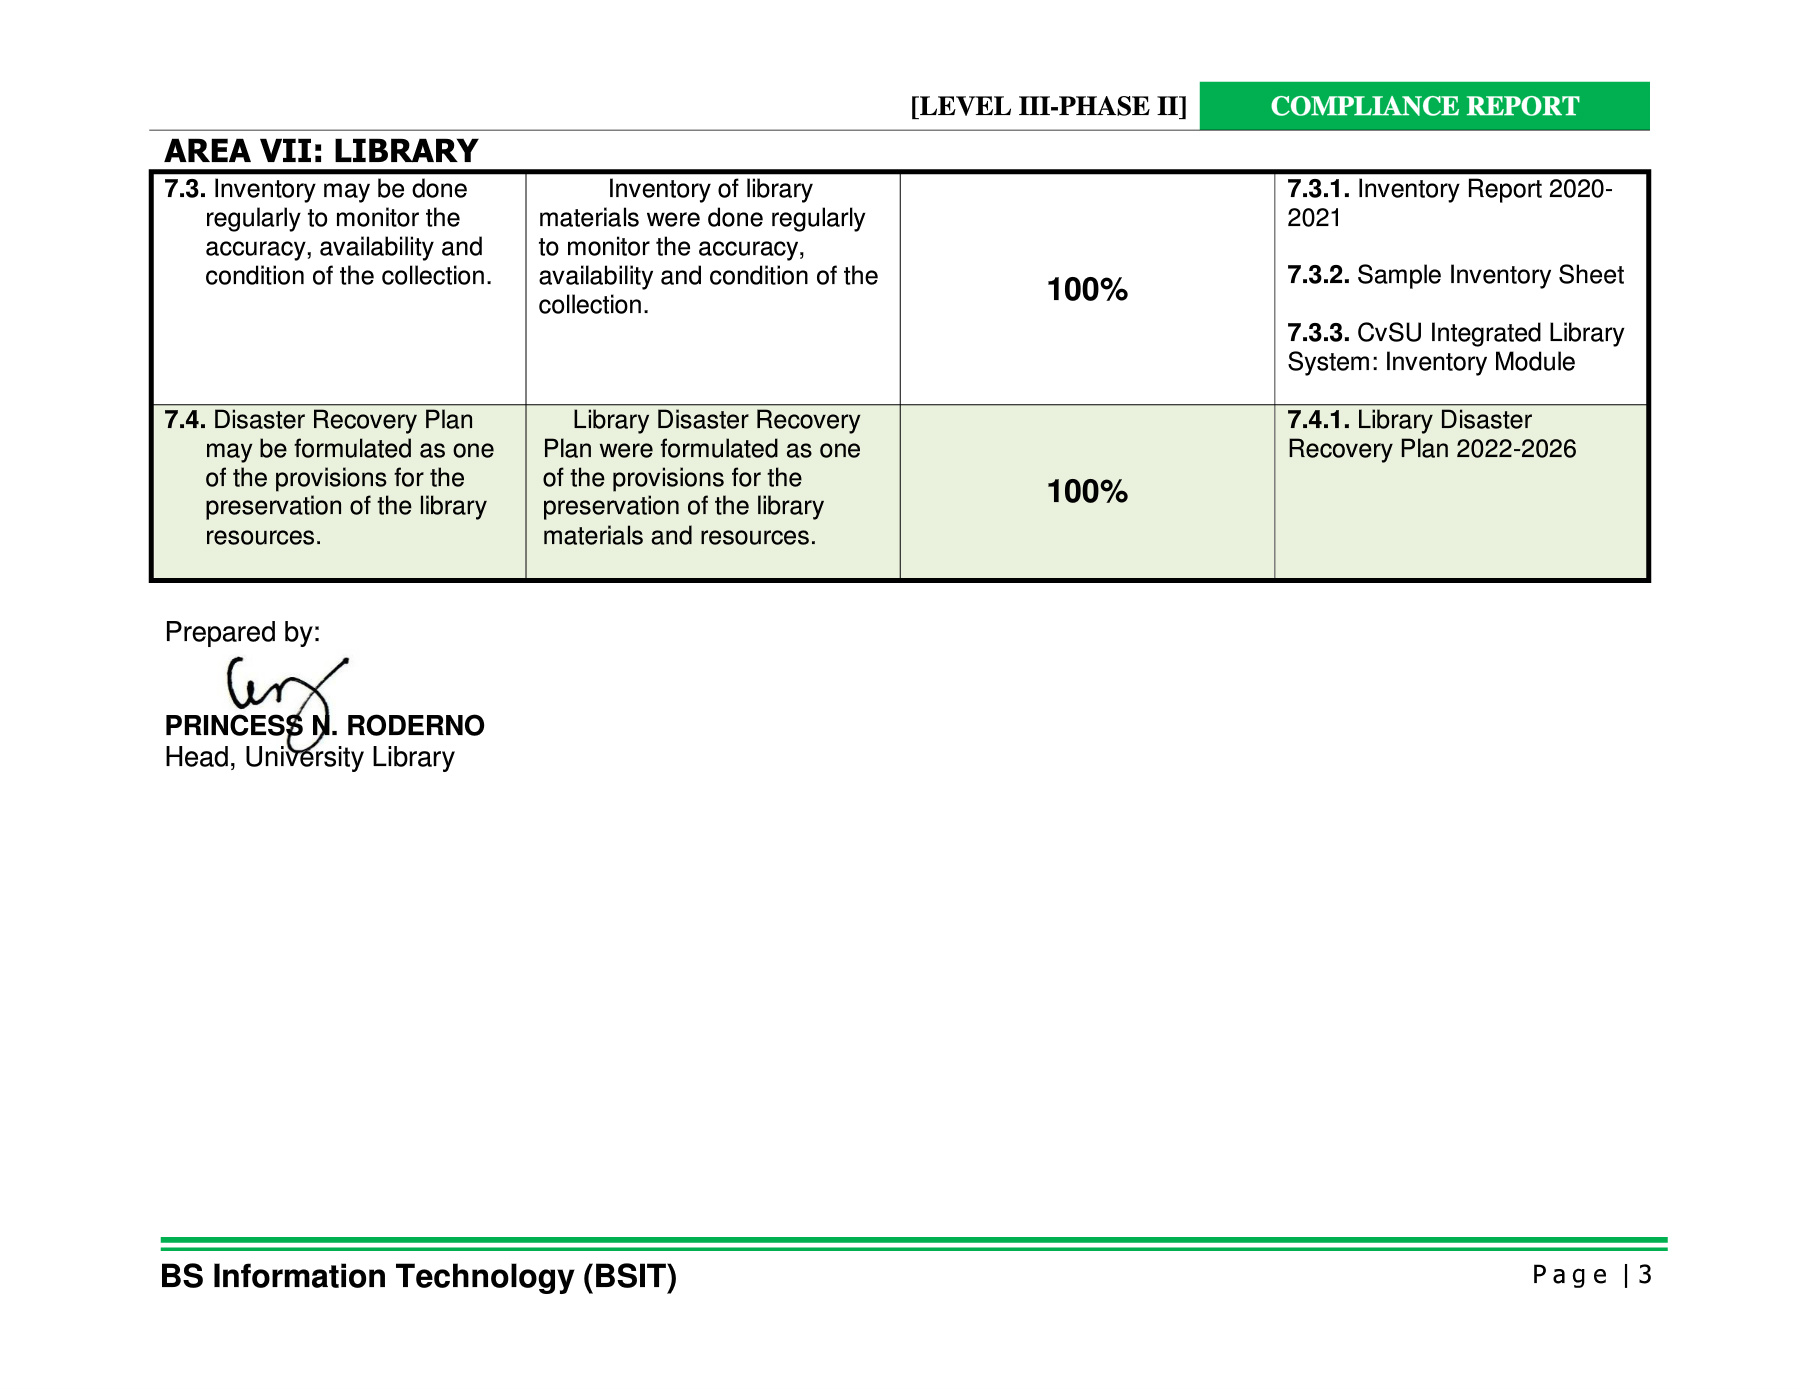 [LEVEL III-PHASE II] COMPLIANCE REPORT
AREA VII: LIBRARY
7.3. Inventory may be done
regularly to monitor the
accuracy, availability and
condition of the collection.
Inventory of library
materials were done regularly
to monitor the accuracy,
availability and condition of the
collection.
100%
7.3.1. Inventory Report 2020-
2021
7.3.2. Sample Inventory Sheet
7.3.3. CvSU Integrated Library
System: Inventory Module
7.4. Disaster Recovery Plan
may be formulated as one
of the provisions for the
preservation of the library
resources.
Library Disaster Recovery
Plan were formulated as one
of the provisions for the
preservation of the library
materials and resources.
100%
7.4.1. Library Disaster
Recovery Plan 2022-2026
Prepared by:
PRINCESS N. RODERNO
Head, University Library
BS Information Technology (BSIT)
Page | 3